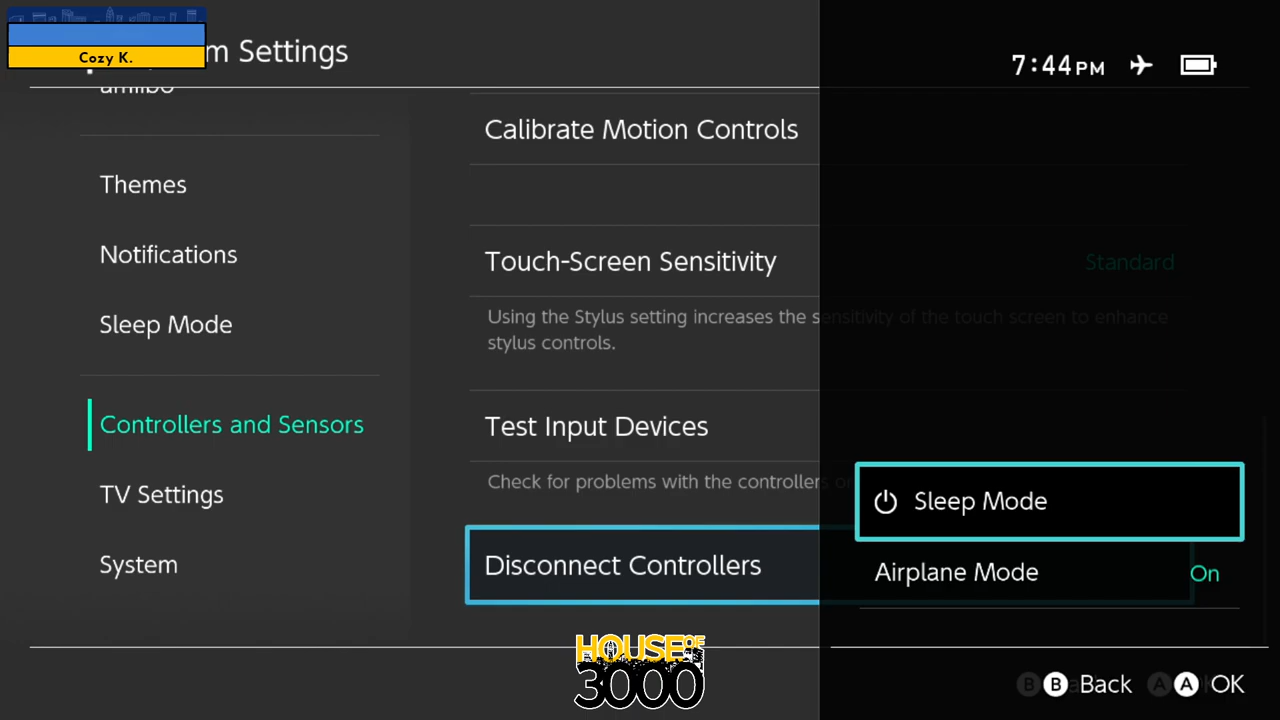 Cozy K.
m Settings
7:44 PM
amiibo
Themes
Notifications
Sleep Mode
Controllers and Sensors
TV Settings
System
Calibrate Motion Controls
Touch-Screen Sensitivity
Standard
Using the Stylus setting increases the sensitivity of the touch screen to enhance
stylus controls.
Test Input Devices
Check for problems with the controllers
Disconnect Controllers
Sleep Mode
Airplane Mode
On
HOUSE OF
3000
B Back
A OK